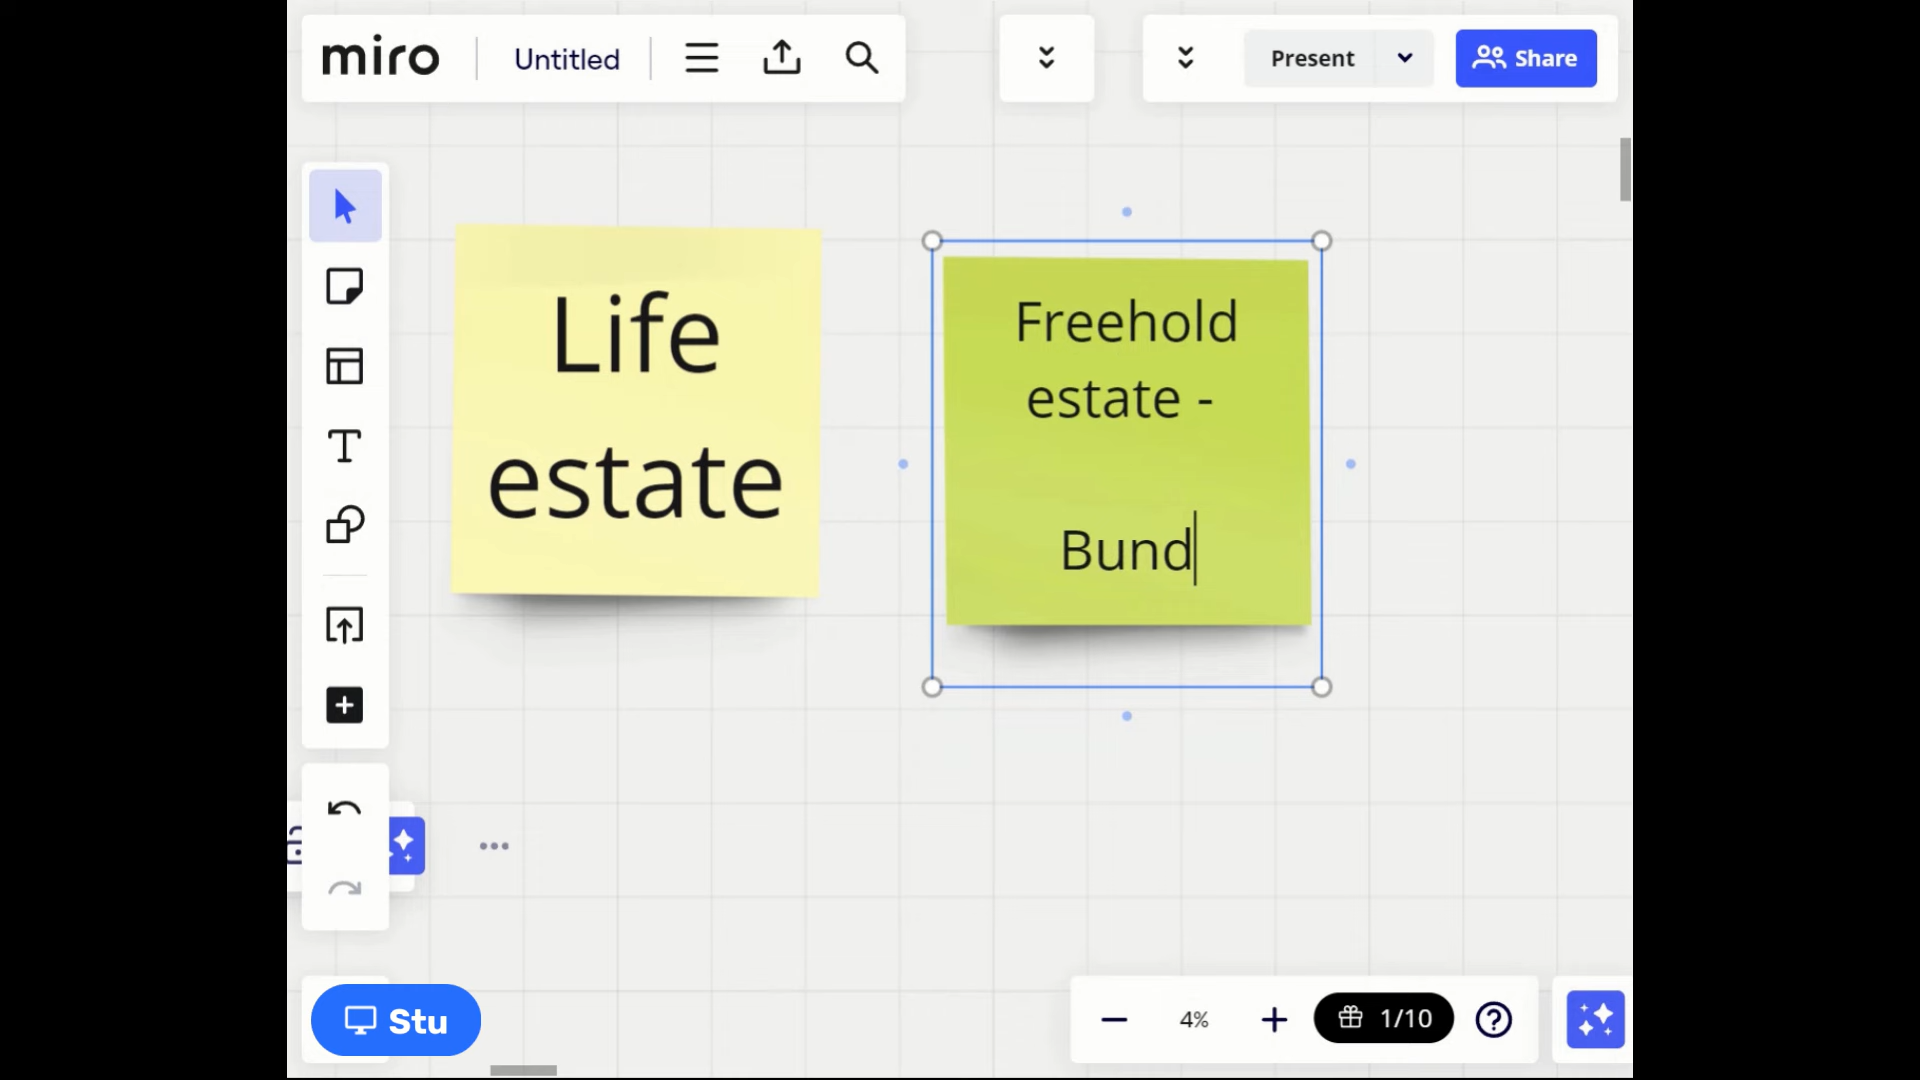 miro
Untitled
Present
Share
Life
estate
Freehold
estate -
Bund
Stu
4%
1/10